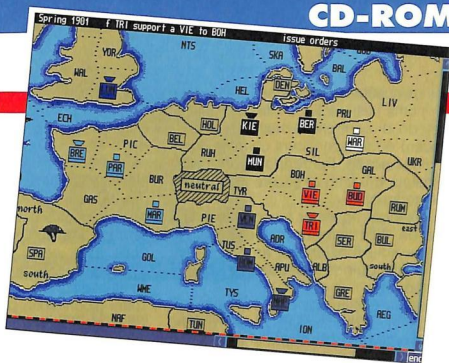 CD-ROM
Spring 1901 f TRI support a VIE to BOH issue orders
NTS
SKA
YOR
BAL
WAL
HEL
DEN
LIV
PRU
HOL
KIE
BER
WAR
ECH
BEL
PIC
RUH
SIL
UKR
BRE
MUN
PAR
BOH
GAL
BUR
neutral
TYR
VIE
BUD
RUM
GAS
MAR
PIE
VEN
TRI
north
ADR
SER
BUL
east
TUS
SPA
GOL
ROM
ALB
south
south
APU
GRE
WME
TYS
NAP
AEG
NAF
TUN
ION
end